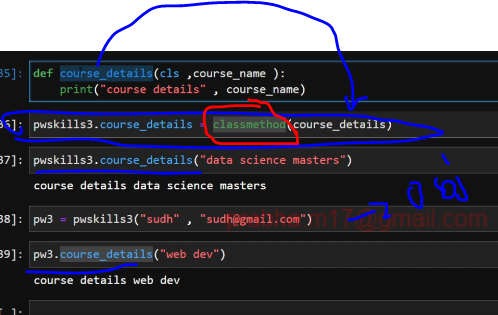 35]: def course_details(cls ,course_name ):
print("course details" , course_name)
36]: pwskills3.course_details = classmethod(course_details)
37]: pwskills3.course_details("data science masters")
course details data science masters
38]: pw3 = pwskills3("sudh" , "sudh@gmail.com")
39]: pw3.course_details("web dev")
course details web dev
[ ]: